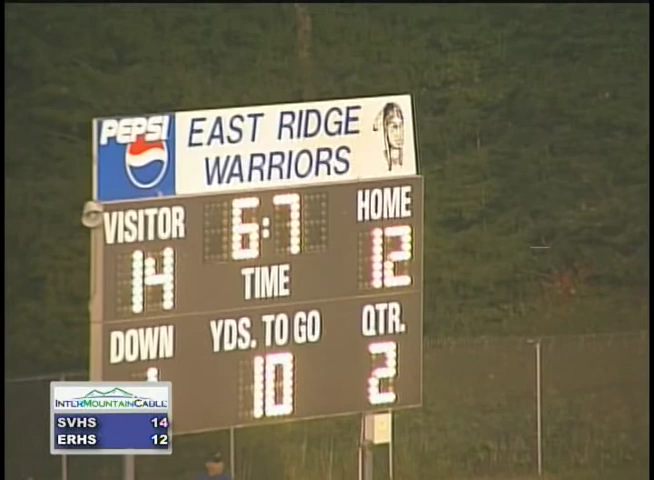 PEPSI
EAST RIDGE
WARRIORS
VISITOR 6:7 HOME
14 TIME 12
DOWN YDS. TO GO QTR.
1 10 2
INTERMOUNTAINCABLE
SVHS 14
ERHS 12